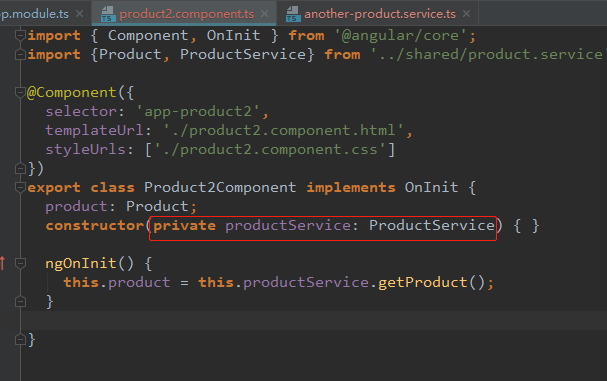 p.module.ts product2.component.ts another-product.service.ts
import { Component, OnInit } from '@angular/core';
import {Product, ProductService} from '../shared/product.service'
@Component({
selector: 'app-product2',
templateUrl: './product2.component.html',
styleUrls: ['./product2.component.css']
})
export class Product2Component implements OnInit {
product: Product;
constructor(private productService: ProductService) { }
ngOnInit() {
this.product = this.productService.getProduct();
}
}